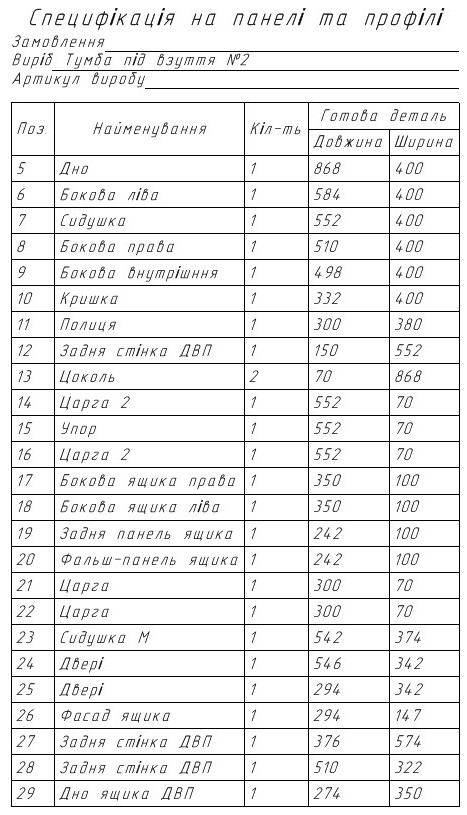 Специфікація на панелі та профілі
Замовлення
Виріб Тумба під взуття №2
Артикул виробу
Поз. Найменування Кіл-ть Готова деталь
Довжина Ширина
5 Дно 1 868 400
6 Бокова ліва 1 584 400
7 Сидушка 1 552 400
8 Бокова права 1 510 400
9 Бокова внутрішння 1 498 400
10 Кришка 1 332 400
11 Полиця 1 300 380
12 Задня стінка ДВП 1 150 552
13 Цоколь 2 70 868
14 Царга 2 1 552 70
15 Упор 1 552 70
16 Царга 2 1 552 70
17 Бокова ящика права 1 350 100
18 Бокова ящика ліва 1 350 100
19 Задня панель ящика 1 242 100
20 Фальш-панель ящика 1 242 100
21 Царга 1 300 70
22 Царга 1 300 70
23 Сидушка М 1 542 374
24 Двері 1 546 342
25 Двері 1 294 342
26 Фасад ящика 1 294 147
27 Задня стінка ДВП 1 376 574
28 Задня стінка ДВП 1 510 322
29 Дно ящика ДВП 1 274 350